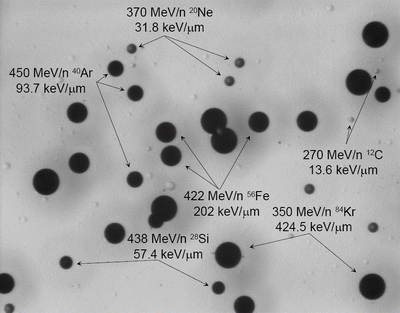 370 MeV/n ²⁰Ne
31.8 keV/µm
450 MeV/n ⁴⁰Ar
93.7 keV/µm
270 MeV/n ¹²C
13.6 keV/µm
422 MeV/n ⁵⁶Fe
202 keV/µm
350 MeV/n ⁸⁴Kr
424.5 keV/µm
438 MeV/n ²⁸Si
57.4 keV/µm